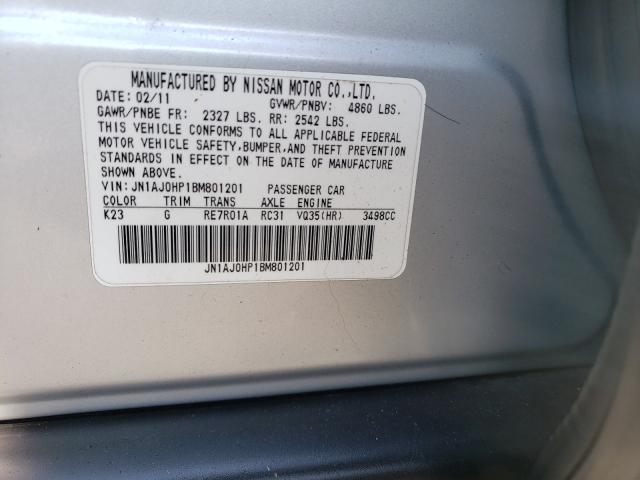 MANUFACTURED BY NISSAN MOTOR CO.,LTD.
DATE: 02/11 GVWR/PNBV: 4860 LBS.
GAWR/PNBE FR: 2327 LBS. RR: 2542 LBS.
THIS VEHICLE CONFORMS TO ALL APPLICABLE FEDERAL
MOTOR VEHICLE SAFETY,BUMPER,AND THEFT PREVENTION
STANDARDS IN EFFECT ON THE DATE OF MANUFACTURE
SHOWN ABOVE.
VIN: JN1AJ0HP1BM801201 PASSENGER CAR
COLOR TRIM TRANS AXLE ENGINE
K23 G RE7R01A RC31 VQ35(HR) 3498CC
JN1AJ0HP1BM801201